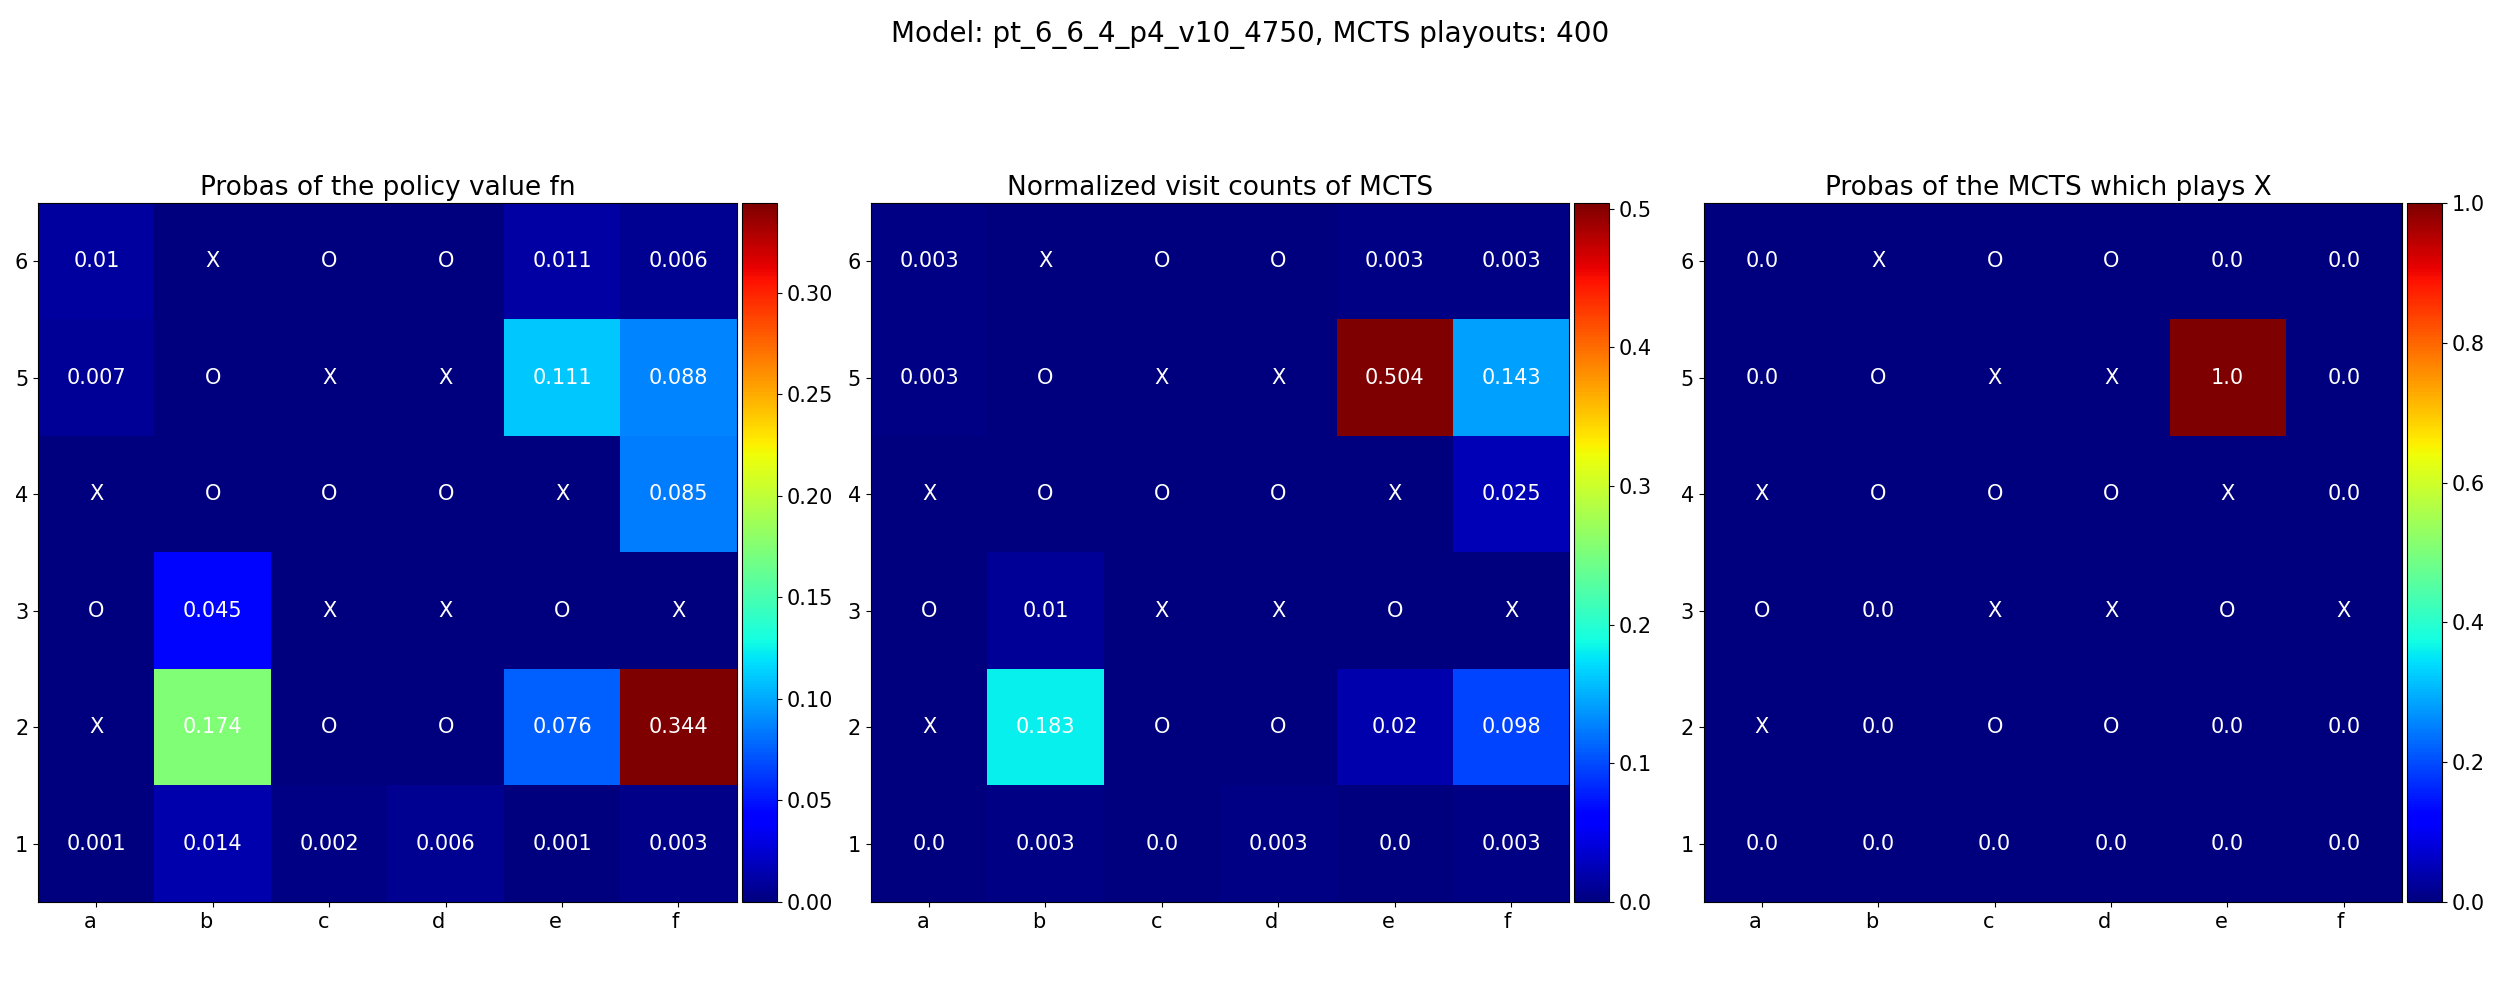 Model: pt_6_6_4_p4_v10_4750, MCTS playouts: 400
Probas of the policy value fn
6 0.01 X O O 0.011 0.006
5 0.007 O X X 0.111 0.088
4 X O O O X 0.085
3 O 0.045 X X O X
2 X 0.174 O O 0.076 0.344
1 0.001 0.014 0.002 0.006 0.001 0.003
a b c d e f
0.30
0.25
0.20
0.15
0.10
0.05
0.00
Normalized visit counts of MCTS
6 0.003 X O O 0.003 0.003
5 0.003 O X X 0.504 0.143
4 X O O O X 0.025
3 O 0.01 X X O X
2 X 0.183 O O 0.02 0.098
1 0.0 0.003 0.0 0.003 0.0 0.003
a b c d e f
0.5
0.4
0.3
0.2
0.1
0.0
Probas of the MCTS which plays X
6 0.0 X O O 0.0 0.0
5 0.0 O X X 1.0 0.0
4 X O O O X 0.0
3 O 0.0 X X O X
2 X 0.0 O O 0.0 0.0
1 0.0 0.0 0.0 0.0 0.0 0.0
a b c d e f
1.0
0.8
0.6
0.4
0.2
0.0